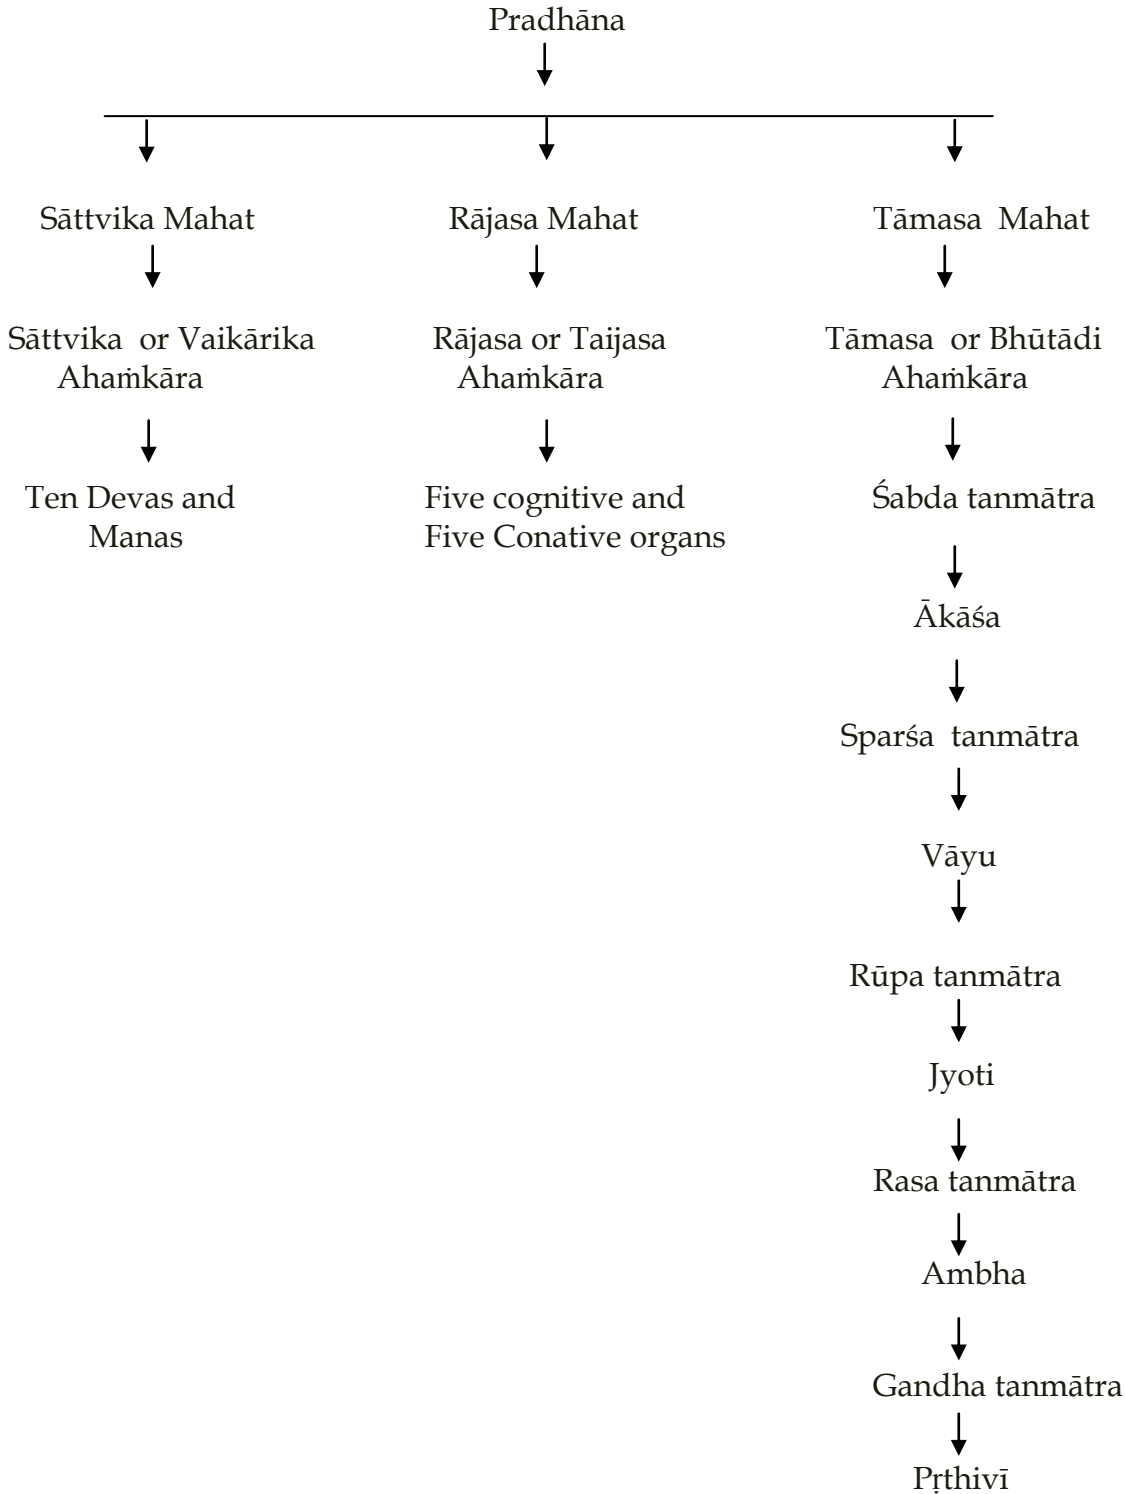 Pradhāna
Sāttvika Mahat
Rājasa Mahat
Tāmasa Mahat
Sāttvika or Vaikārika
Ahaṁkāra
Rājasa or Taijasa
Ahaṁkāra
Tāmasa or Bhūtādi
Ahaṁkāra
Ten Devas and
Manas
Five cognitive and
Five Conative organs
Śabda tanmātra
Ākāśa
Sparśa tanmātra
Vāyu
Rūpa tanmātra
Jyoti
Rasa tanmātra
Ambha
Gandha tanmātra
Pṛthivī